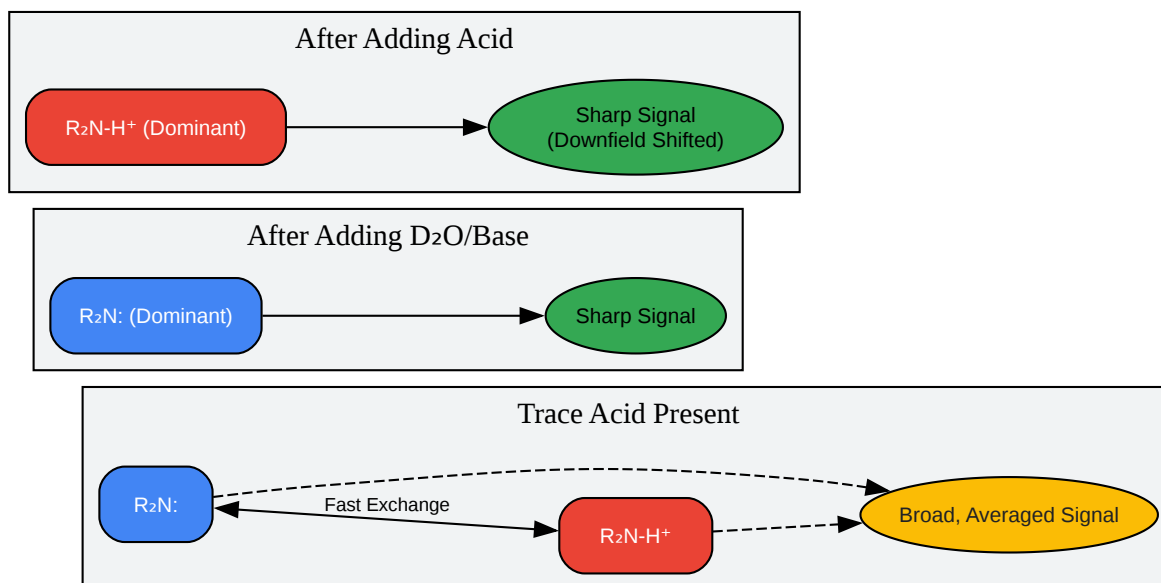 After Adding Acid
R₂N-H⁺ (Dominant)
Sharp Signal
(Downfield Shifted)
After Adding D₂O/Base
R₂N: (Dominant)
Sharp Signal
Trace Acid Present
R₂N:
Fast Exchange
R₂N-H⁺
Broad, Averaged Signal